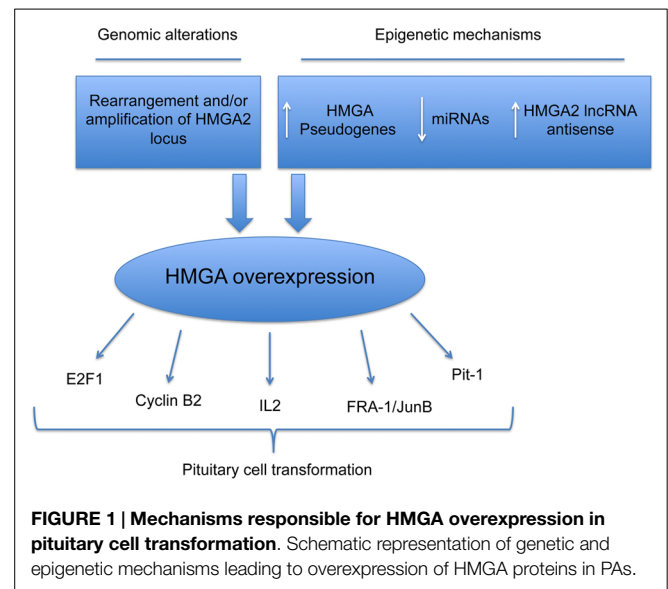 Genomic alterations
Epigenetic mechanisms
Rearrangement and/or
amplification of HMGA2
locus
HMGA
Pseudogenes
miRNAs
HMGA2 lncRNA
antisense
HMGA overexpression
E2F1
Cyclin B2
IL2
FRA-1/JunB
Pit-1
Pituitary cell transformation
FIGURE 1 | Mechanisms responsible for HMGA overexpression in
pituitary cell transformation. Schematic representation of genetic and
epigenetic mechanisms leading to overexpression of HMGA proteins in PAs.